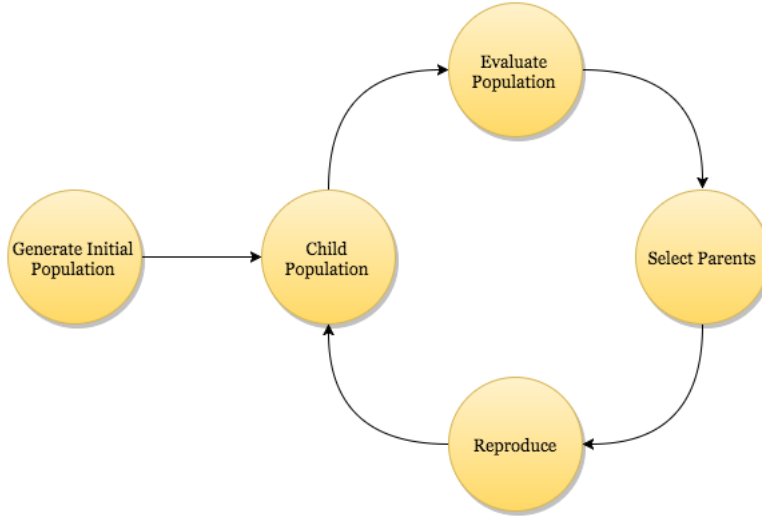 Evaluate
Population
Generate Initial
Population
Child
Population
Select Parents
Reproduce